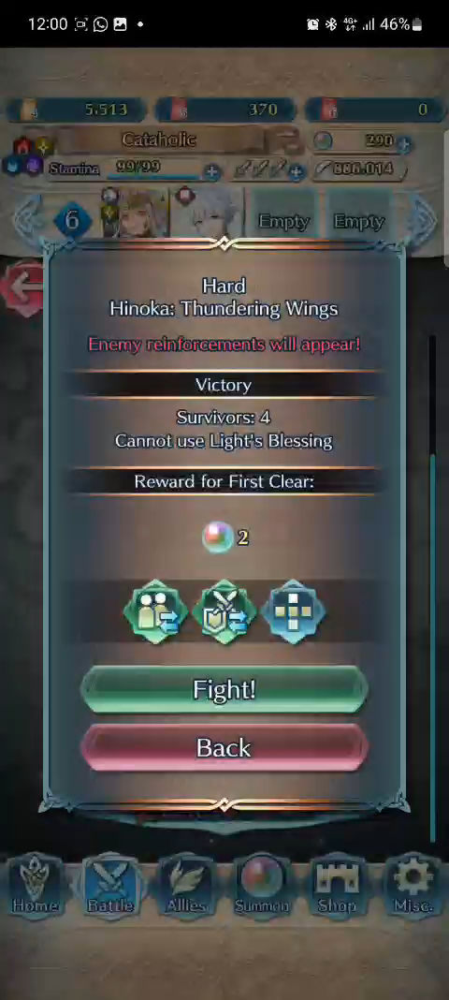 12:00
4G+
46%
5,513
370
0
Cataholic
290
Stamina
99/99
886,014
6
Empty
Empty
Hard
Hinoka: Thundering Wings
Enemy reinforcements will appear!
Victory
Survivors: 4
Cannot use Light's Blessing
Reward for First Clear:
2
Fight!
Back
Home
Battle
Allies
Summon
Shop
Misc.